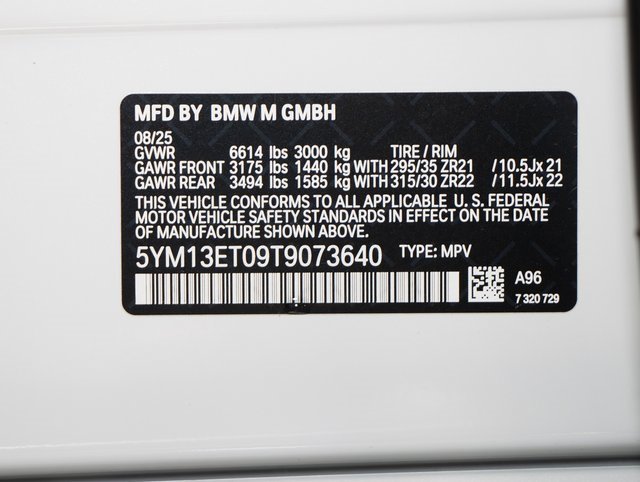 MFD BY BMW M GMBH
08/25
GVWR 6614 lbs 3000 kg TIRE / RIM
GAWR FRONT 3175 lbs 1440 kg WITH 295/35 ZR21 /10.5Jx 21
GAWR REAR 3494 lbs 1585 kg WITH 315/30 ZR22 /11.5Jx 22
THIS VEHICLE CONFORMS TO ALL APPLICABLE U. S. FEDERAL
MOTOR VEHICLE SAFETY STANDARDS IN EFFECT ON THE DATE
OF MANUFACTURE SHOWN ABOVE.
5YM13ET09T9073640 TYPE: MPV
A96
7 320 729